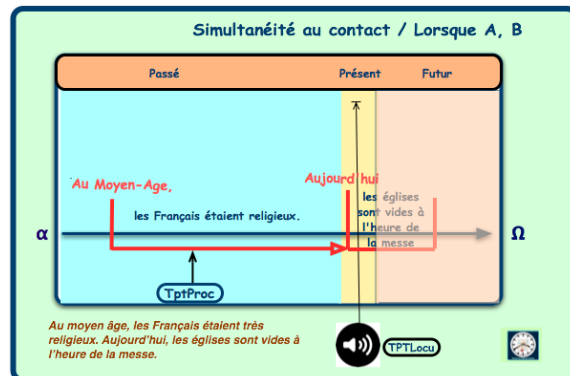 Simultanéité au contact / Lorsque A, B
Passé Présent Futur
Au Moyen-Age,
Aujourd'hui
les Français étaient religieux.
les églises
sont vides à
l'heure de
la messe
α Ω
TptProc
Au moyen âge, les Français étaient très
religieux. Aujourd'hui, les églises sont vides à
l'heure de la messe.
TPTLocu